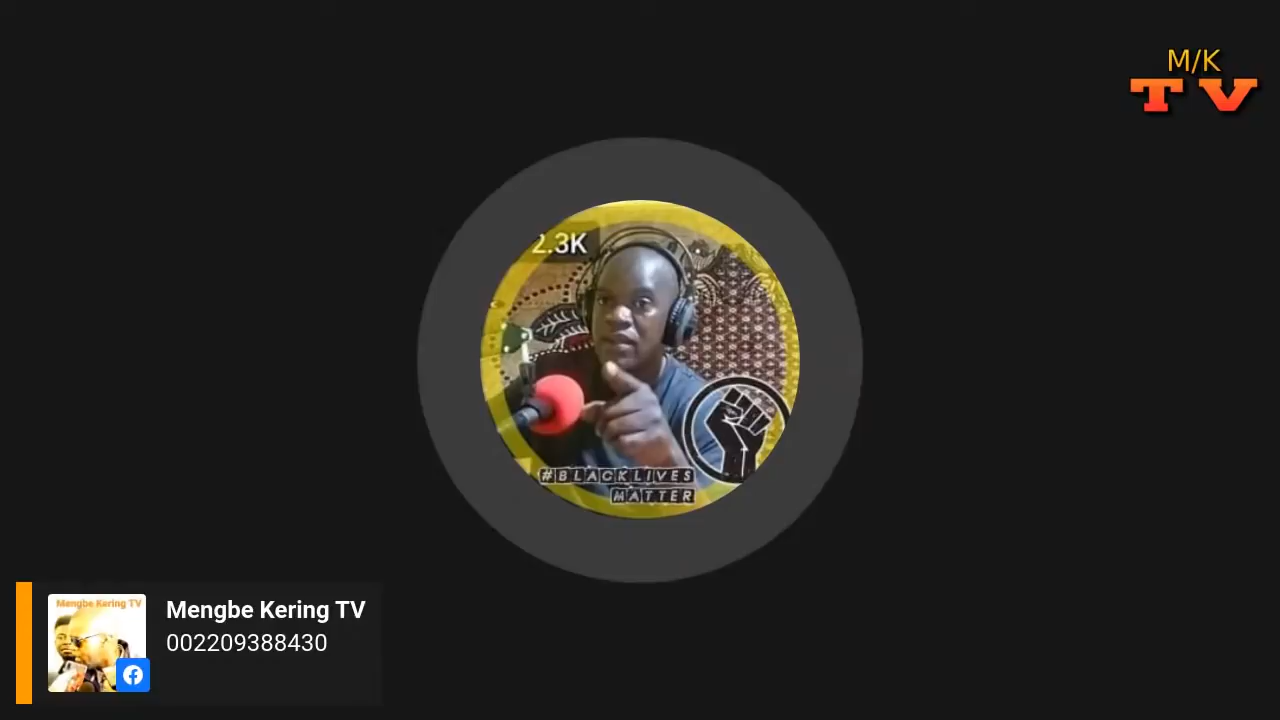 M/K
TV
2.3K
#BLACKLIVES
MATTER
Mengbe Kering TV
Mengbe Kering TV
002209388430